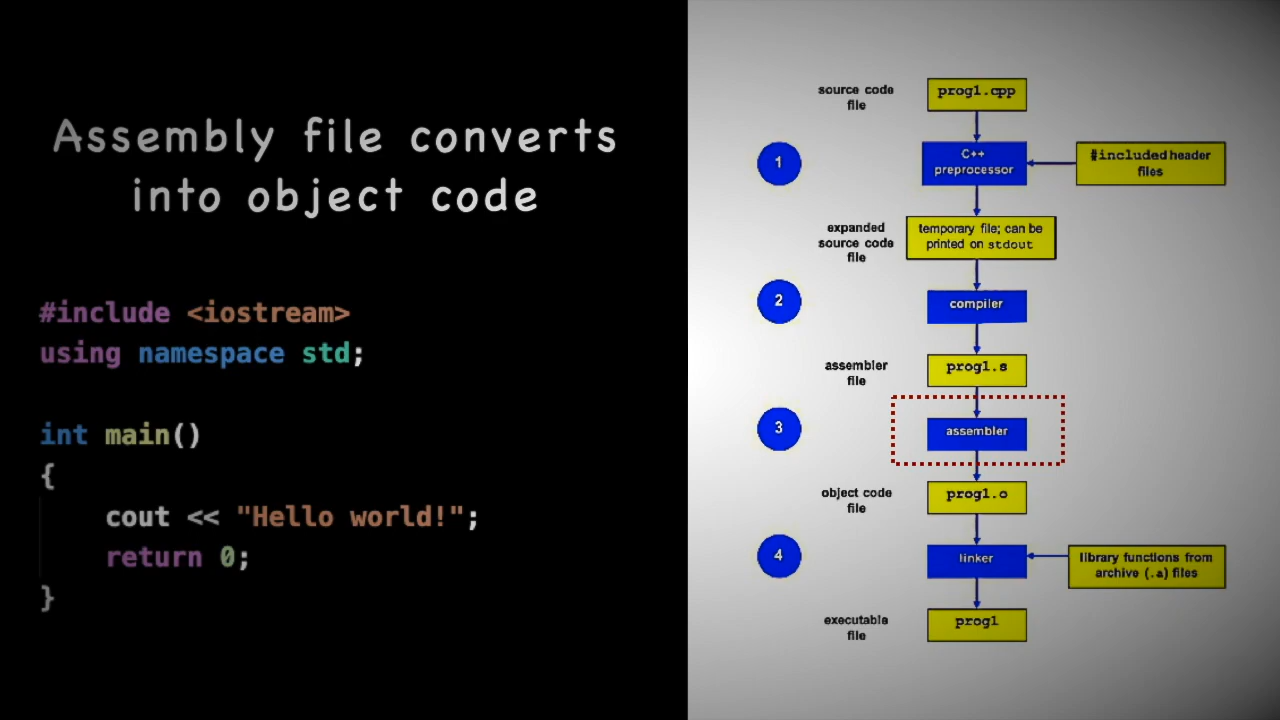 Assembly file converts
into object code
#include <iostream>
using namespace std;
int main()
{
    cout << "Hello world!";
    return 0;
}
source code
file
prog1.cpp
1
C++
preprocessor
#included header
files
expanded
source code
file
temporary file; can be
printed on stdout
2
compiler
assembler
file
prog1.s
3
assembler
object code
file
prog1.o
4
linker
library functions from
archive (.a) files
executable
file
prog1